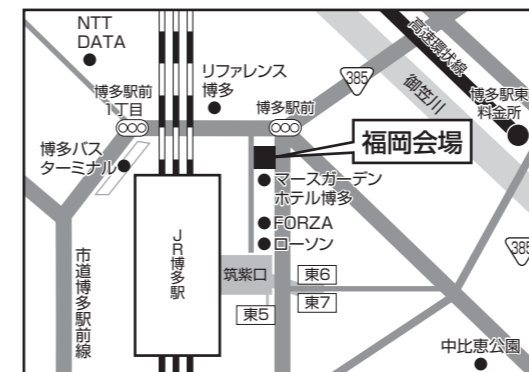 NTT
DATA
リファレンス
博多
385
高速環状線
御笠川
博多駅東
料金所
博多駅前
1丁目
博多駅前
福岡会場
博多バス
ターミナル
マースガーデン
ホテル博多
FORZA
ローソン
JR博多駅
市道博多駅前線
筑紫口
東6
東7
東5
385
中比恵公園